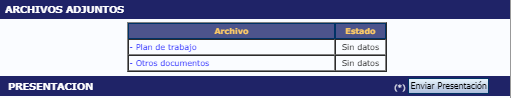 ARCHIVOS ADJUNTOS
Archivo Estado
- Plan de trabajo Sin datos
- Otros documentos Sin datos
PRESENTACION (*) Enviar Presentación